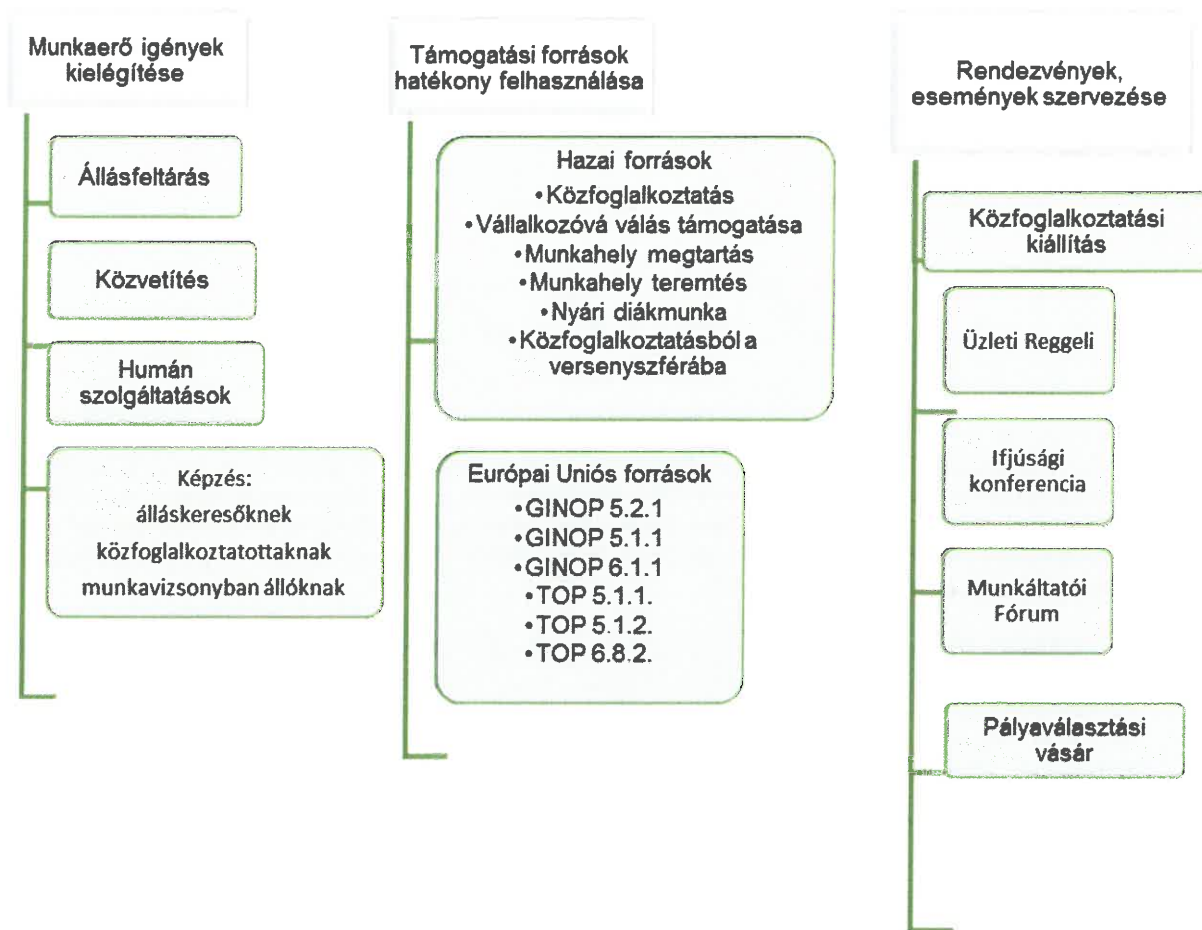 Munkaerő igények
kielégítése
Állásfeltárás
Közvetítés
Humán
szolgáltatások
Képzés:
álláskeresőknek
közfoglalkoztatottaknak
munkavizsonyban állóknak
Támogatási források
hatékony felhasználása
Hazai források
•Közfoglalkoztatás
•Vállalkozóvá válás támogatása
•Munkahely megtartás
•Munkahely teremtés
•Nyári diákmunka
•Közfoglalkoztatásból a
versenyszférába
Európai Uniós források
•GINOP 5.2.1
•GINOP 5.1.1
•GINOP 6.1.1
•TOP 5.1.1.
•TOP 5.1.2.
•TOP 6.8.2.
Rendezvények,
események szervezése
Közfoglalkoztatási
kiállítás
Üzleti Reggeli
Ifjúsági
konferencia
Munkáltatói
Fórum
Pályaválasztási
vásár